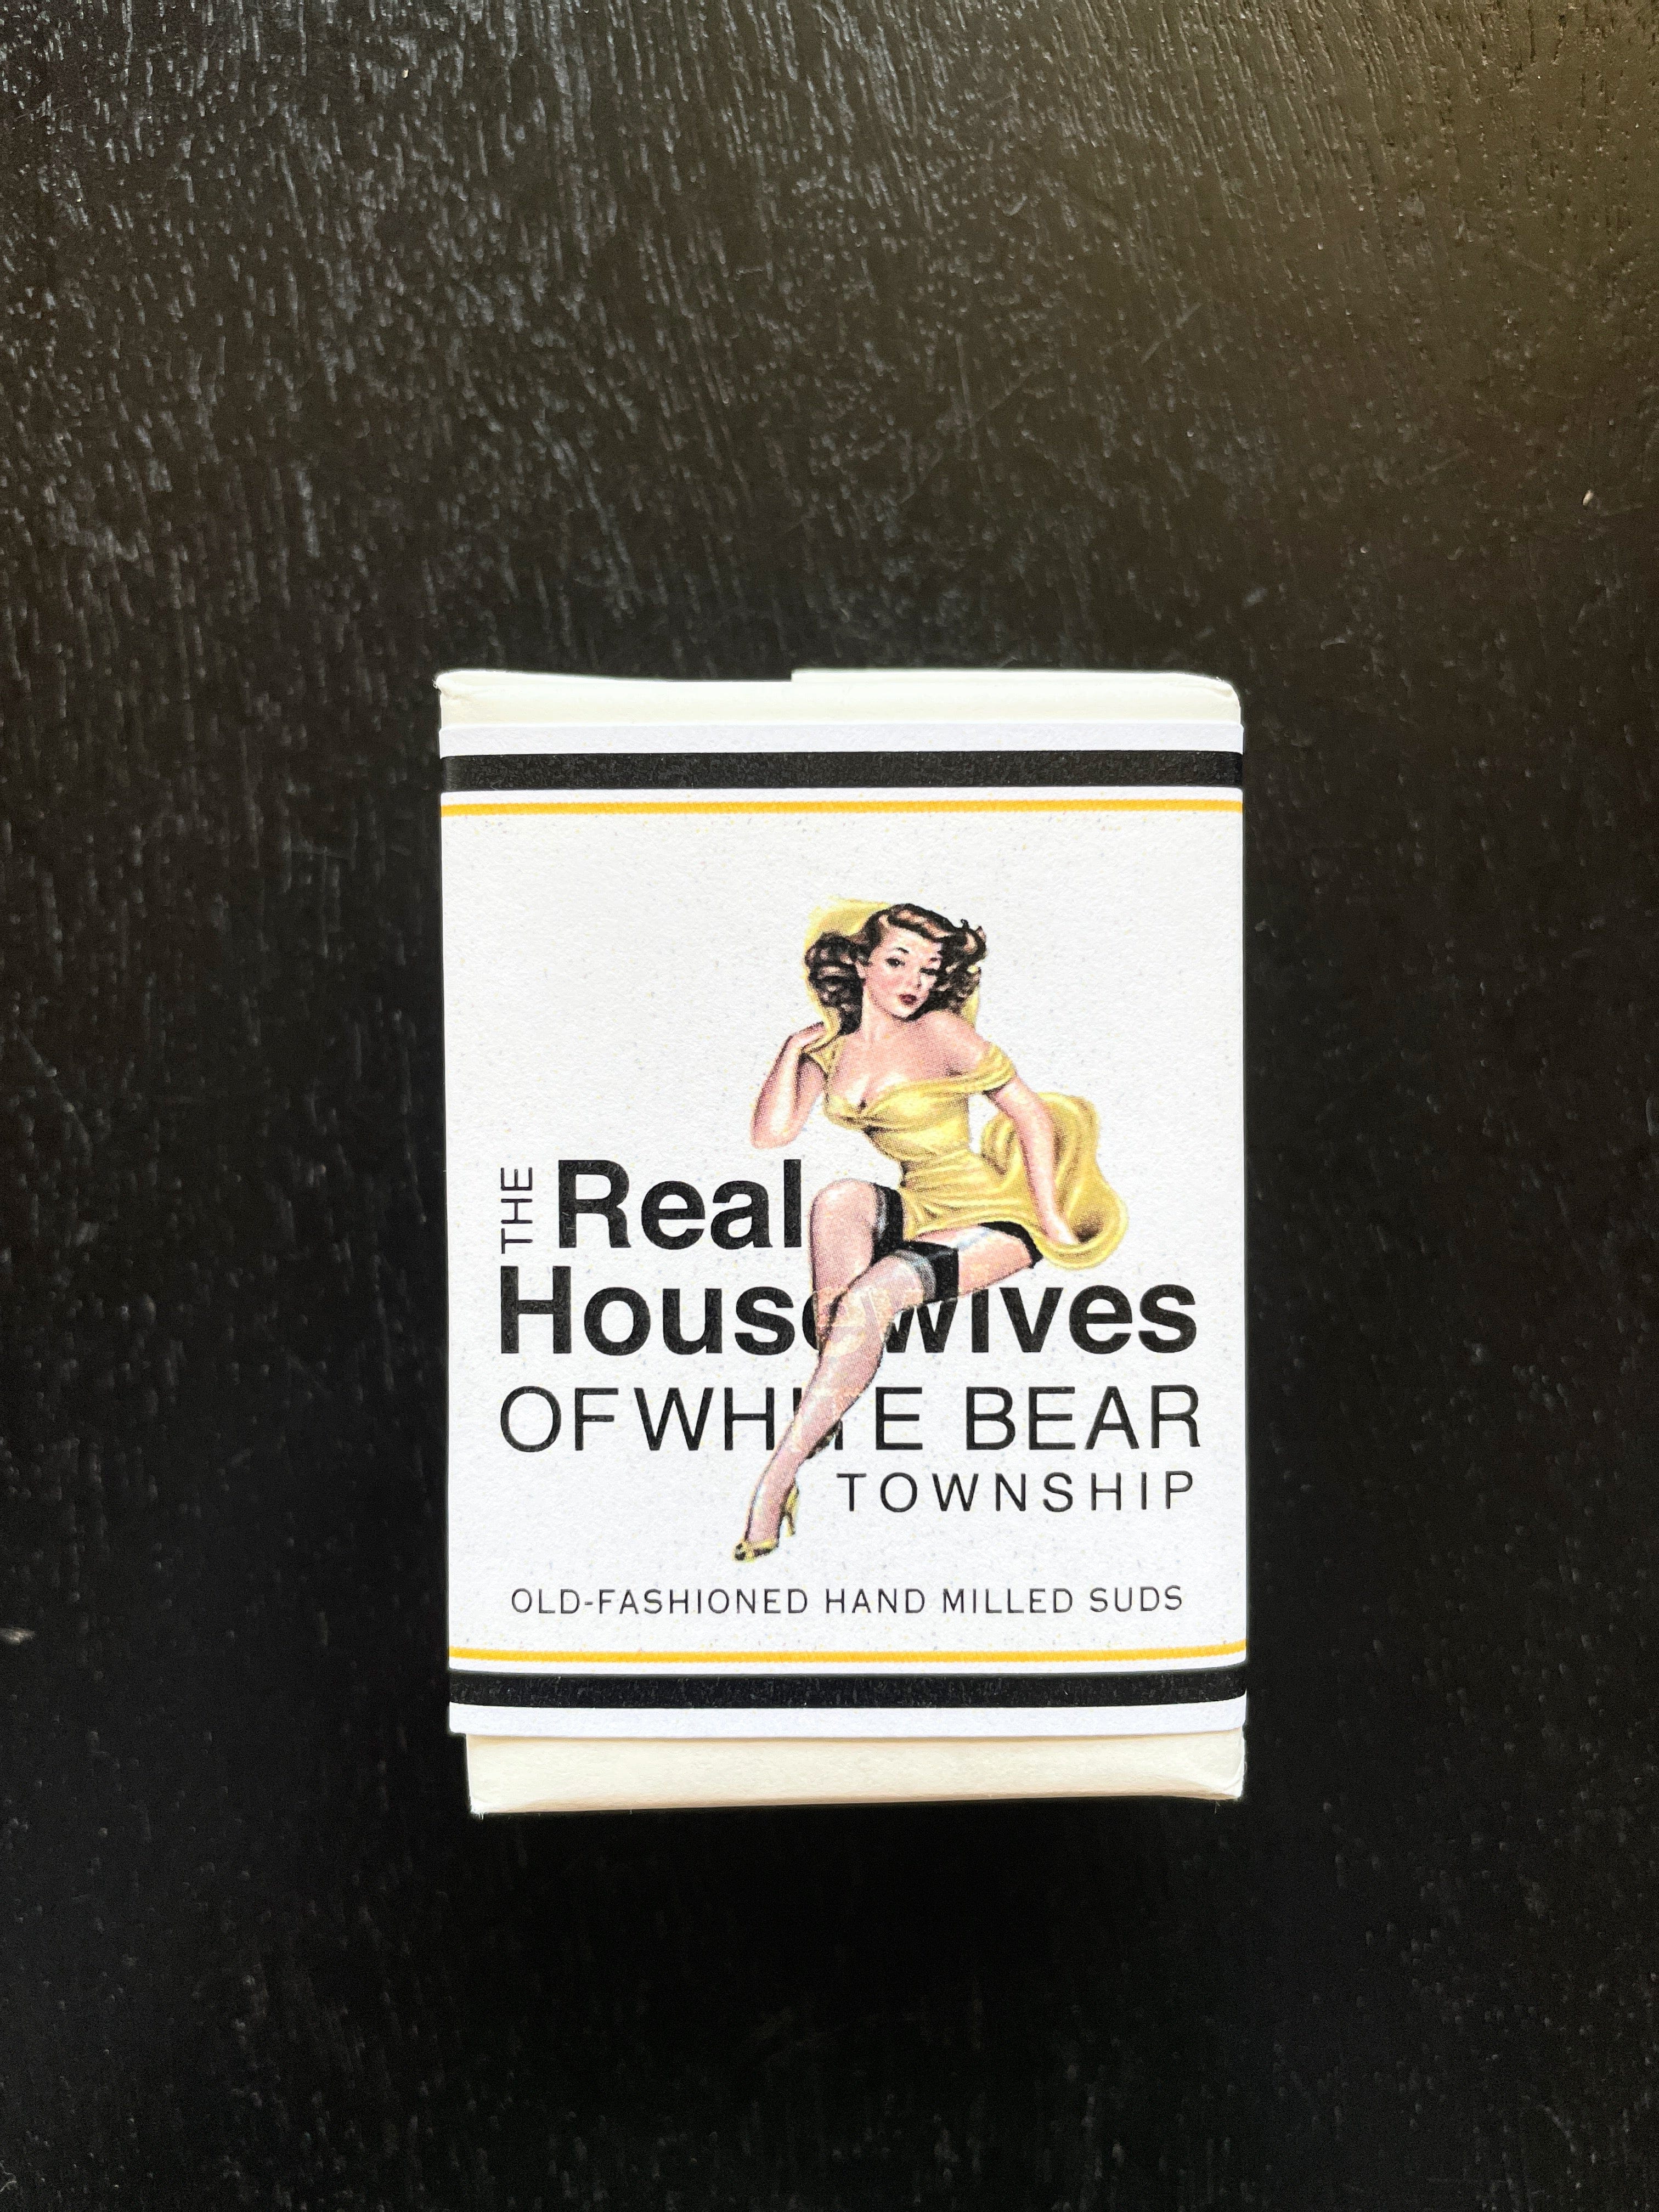 THE Real
Housewives
OF WHITE BEAR
TOWNSHIP
OLD-FASHIONED HAND MILLED SUDS